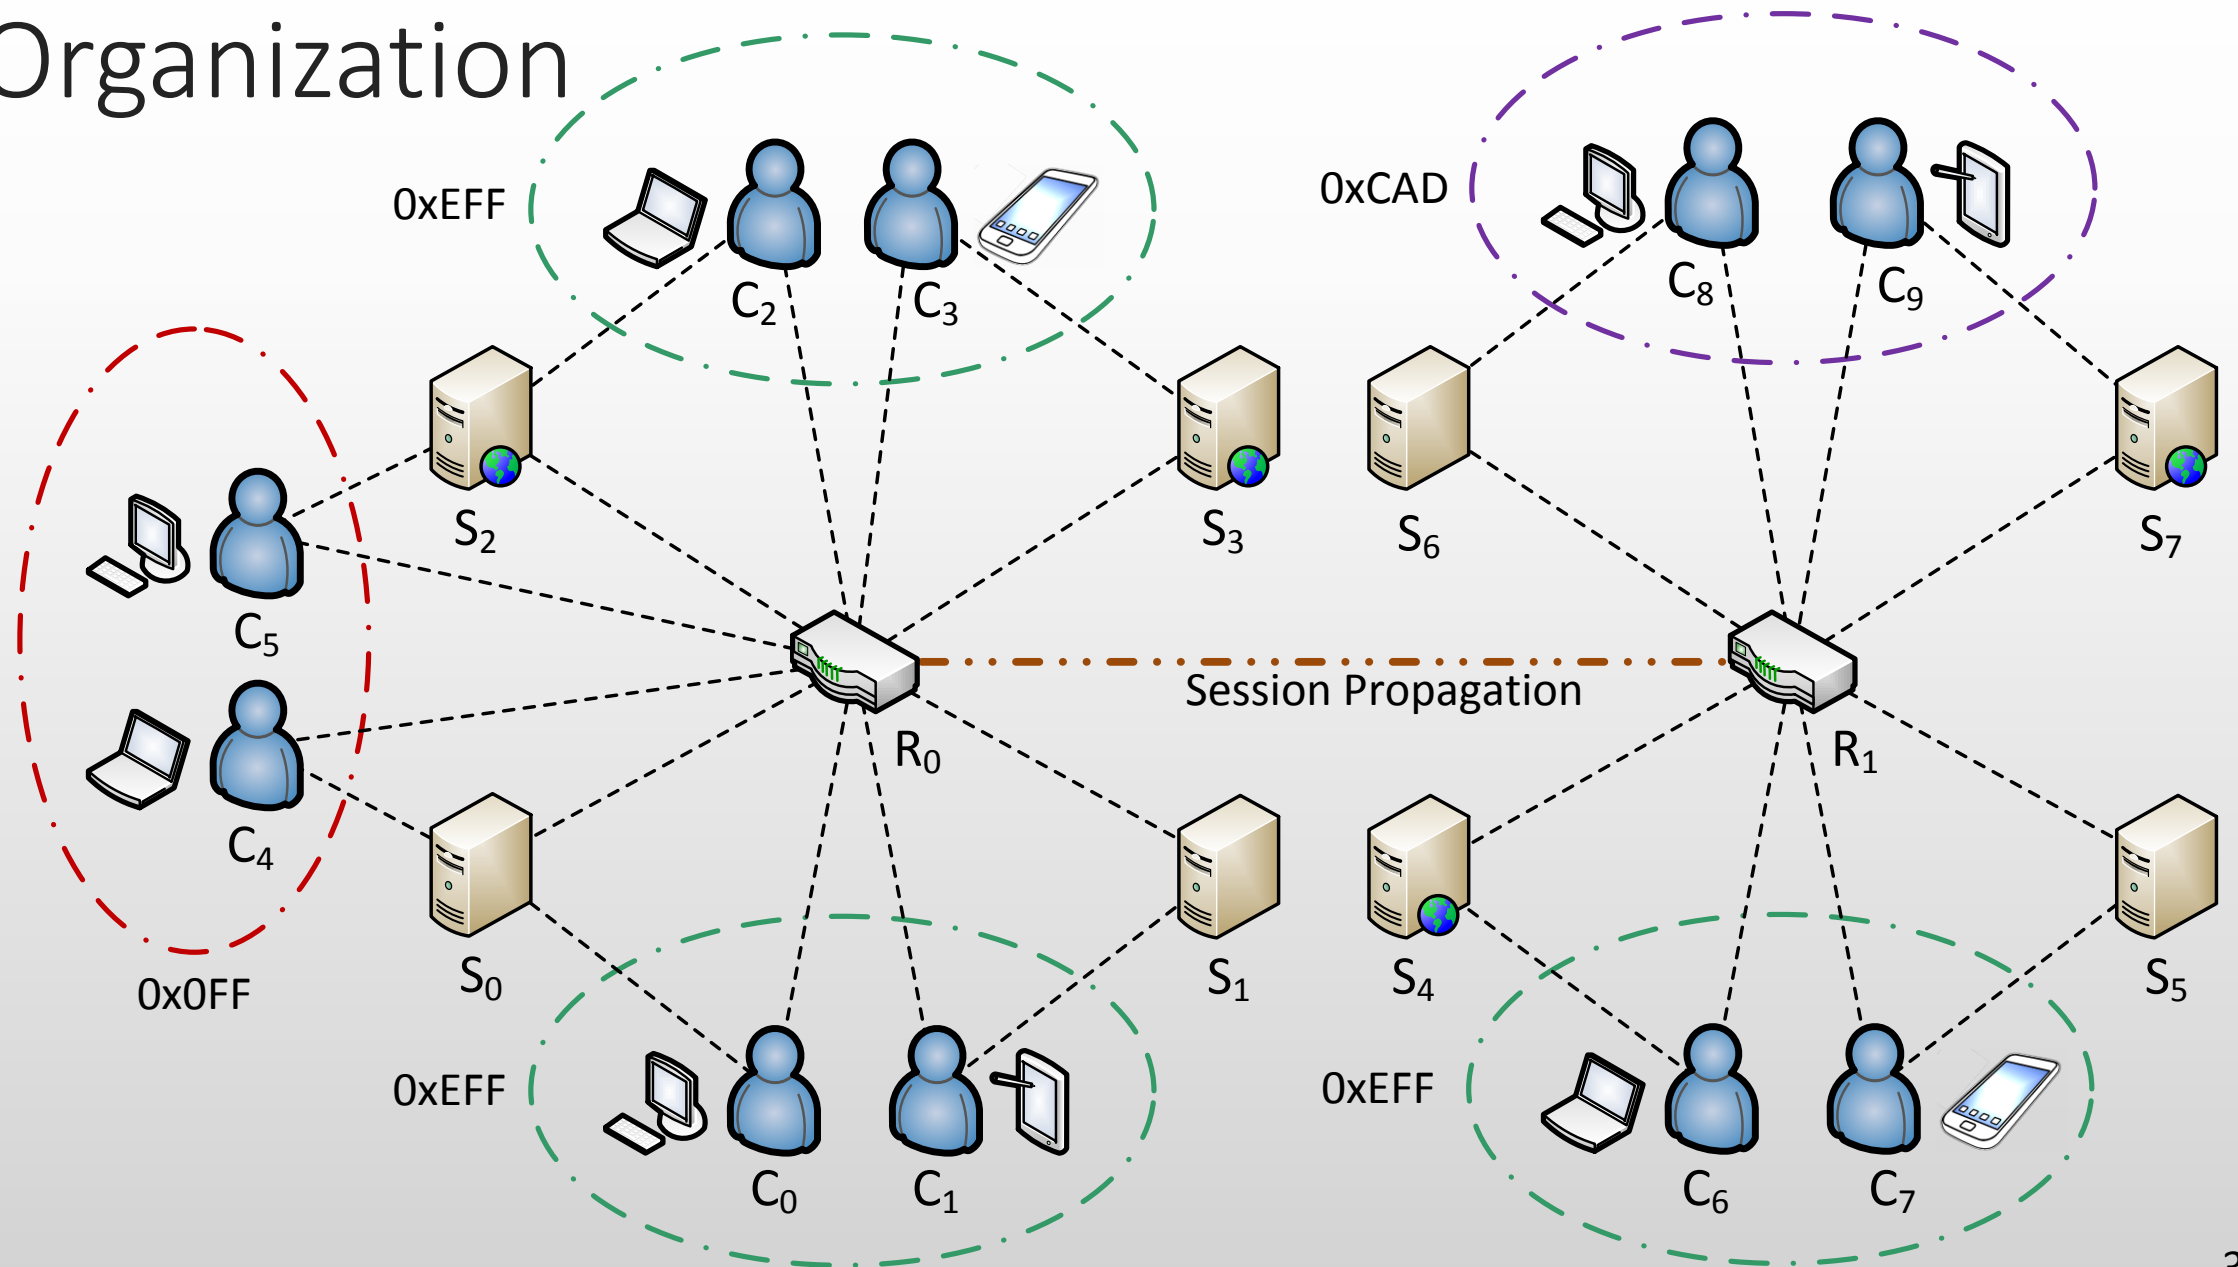 Organization
0xEFF
0xCAD
C2
C3
C8
C9
S2
S3
S6
S7
C5
Session Propagation
R0
R1
C4
S0
S1
S4
S5
0x0FF
0xEFF
0xEFF
C0
C1
C6
C7